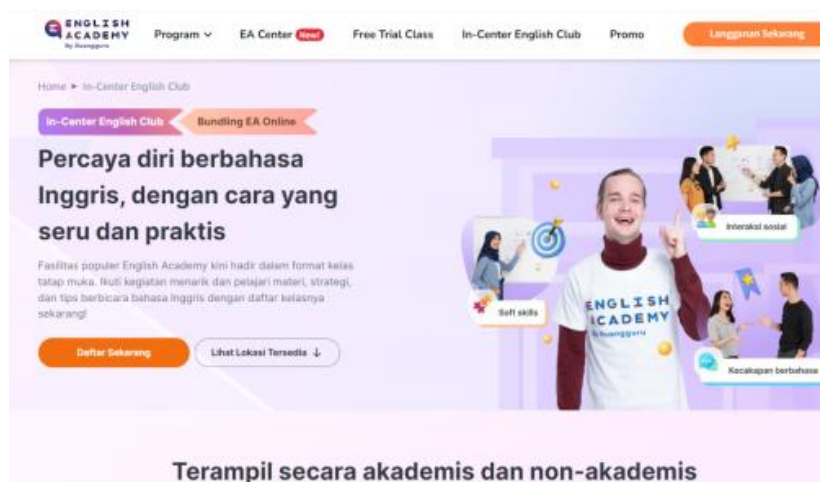 ENGLISH
ACADEMY
By Ruangguru
Program
EA Center New!
Free Trial Class
In-Center English Club
Promo
Langganan Sekarang
Home ► In-Center English Club
In-Center English Club
Bundling EA Online
Percaya diri berbahasa
Inggris, dengan cara yang
seru dan praktis
Fasilitas populer English Academy kini hadir dalam format kelas
tatap muka. Ikuti kegiatan menarik dan pelajari materi, strategi,
dan tips berbicara bahasa Inggris dengan daftar kelasnya
sekarang!
Daftar Sekarang
Lihat Lokasi Tersedia ↓
Interaksi sosial
Soft skills
ENGLISH
ACADEMY
By Ruangguru
Kecakapan berbahasa
Terampil secara akademis dan non-akademis